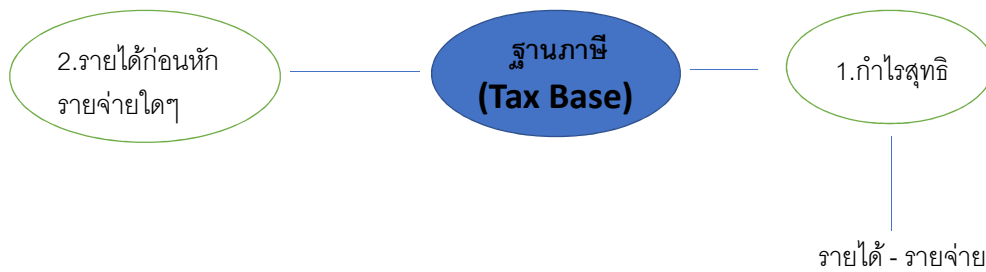 2.รายได้ก่อนหัก
รายจ่ายใดๆ
ฐานภาษี
(Tax Base)
1.กำไรสุทธิ
รายได้ - รายจ่าย